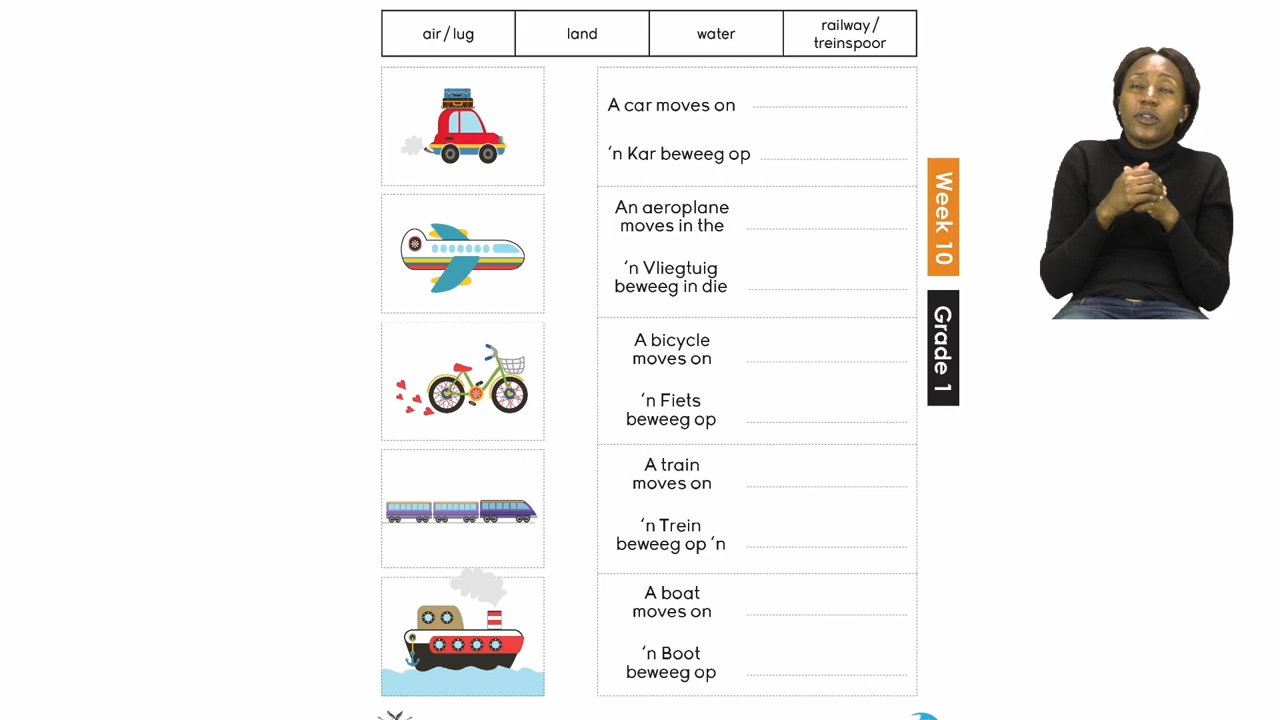 air / lug
land
water
railway /
treinspoor
A car moves on
‘n Kar beweeg op
An aeroplane
moves in the
‘n Vliegtuig
beweeg in die
A bicycle
moves on
‘n Fiets
beweeg op
A train
moves on
‘n Trein
beweeg op ‘n
A boat
moves on
‘n Boot
beweeg op
Week 10
Grade 1